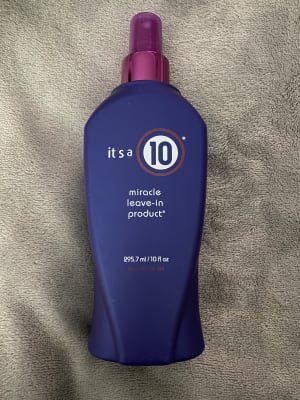 it's a 10®
miracle
leave-in
product*
295.7 ml/10 fl oz